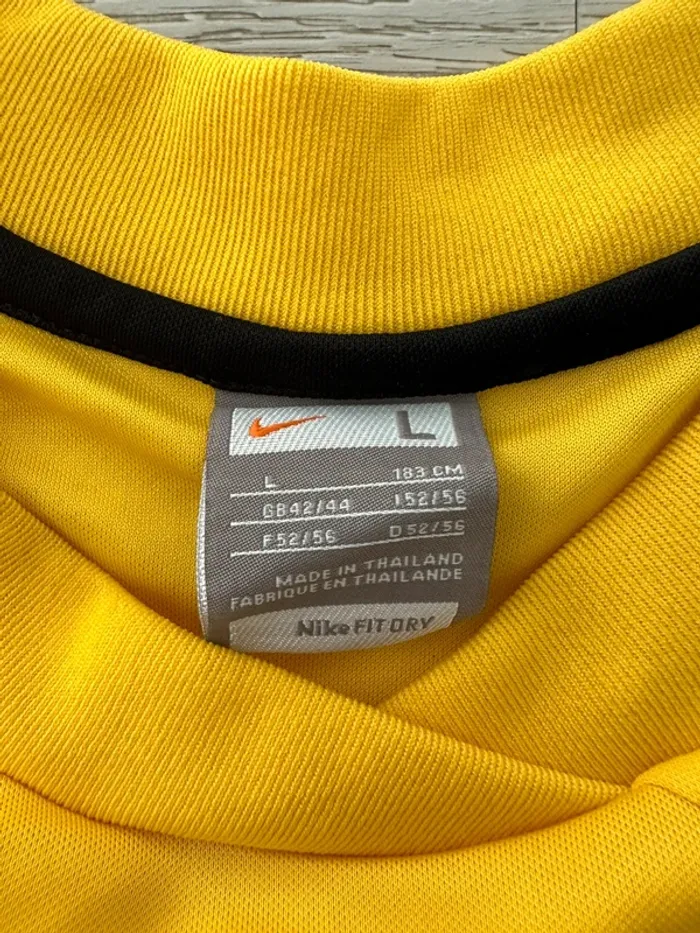 L
L 183 CM
GB42/44 I52/56
F52/56 D52/56
MADE IN THAILAND
FABRIQUE EN THAILANDE
Nike FIT DRY